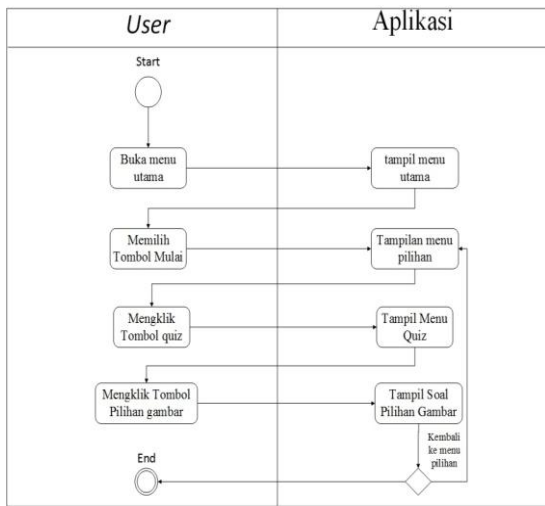 User
Aplikasi
Start
Buka menu
utama
tampil menu
utama
Memilih
Tombol Mulai
Tampilan menu
pilihan
Mengklik
Tombol quiz
Tampil Menu
Quiz
Mengklik Tombol
Pilihan gambar
Tampil Soal
Pilihan Gambar
Kembali
ke menu
pilihan
End